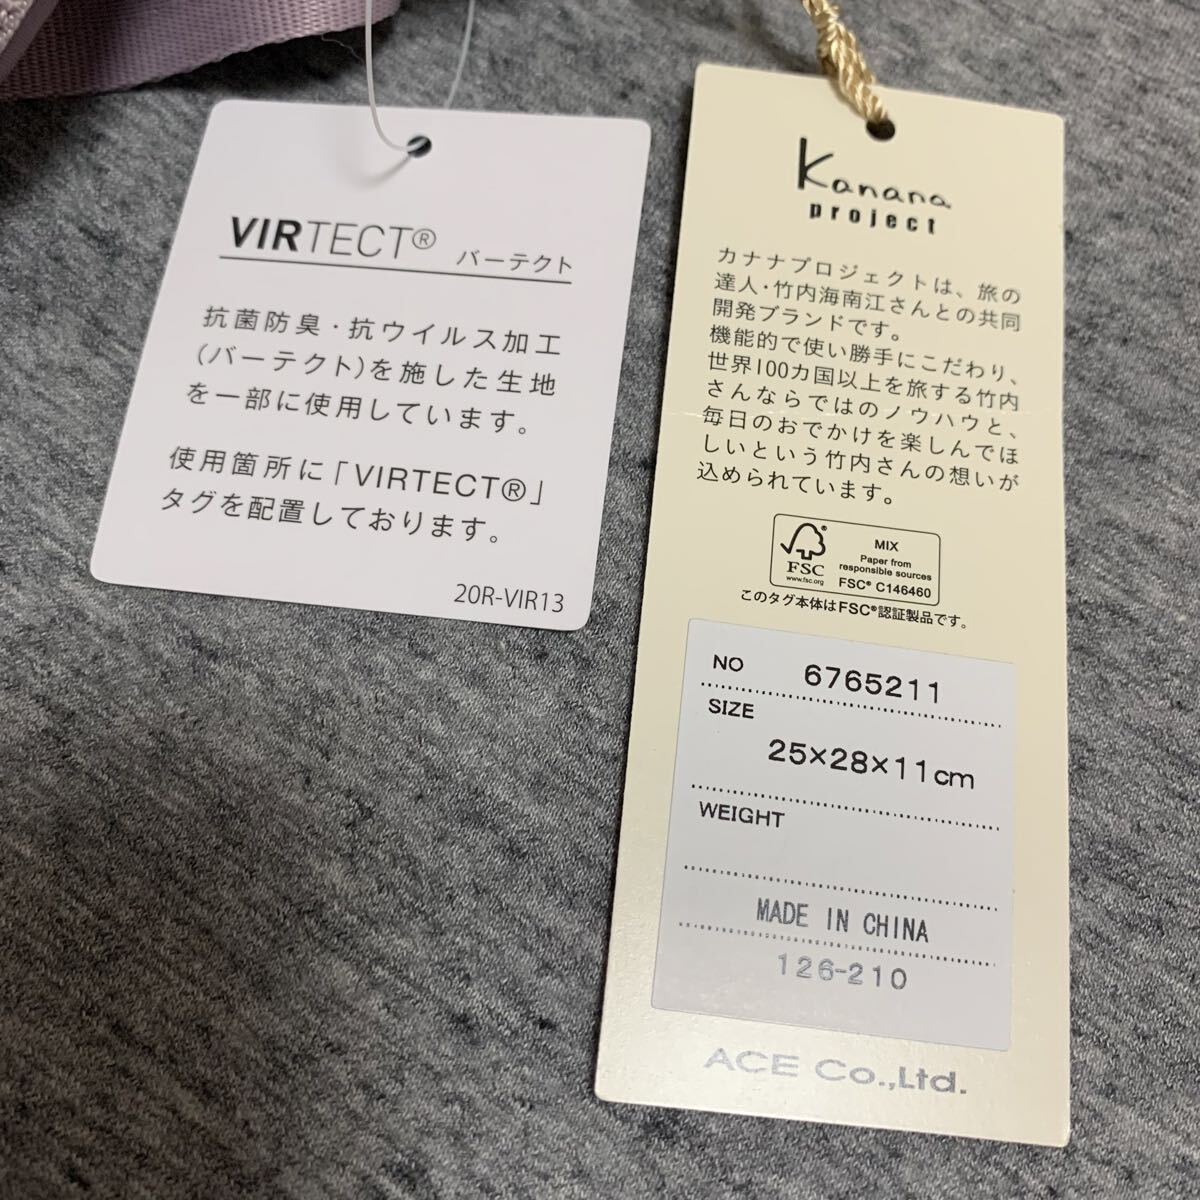 VIRTECT® バーテクト
抗菌防臭・抗ウイルス加工
(バーテクト)を施した生地
を一部に使用しています。
使用箇所に「VIRTECT®」
タグを配置しております。
20R-VIR13
Kanana
project
カナナプロジェクトは、旅の
達人・竹内海南江さんとの共同
開発ブランドです。
機能的で使い勝手にこだわり、
世界100カ国以上を旅する竹内
さんならではのノウハウと、
毎日のおでかけを楽しんでほ
しいという竹内さんの想いが
込められています。
FSC
www.fsc.org
MIX
Paper from
responsible sources
FSC® C146460
このタグ本体はFSC®認証製品です。
NO 6765211
SIZE
25×28×11cm
WEIGHT
MADE IN CHINA
126-210
ACE Co.,Ltd.